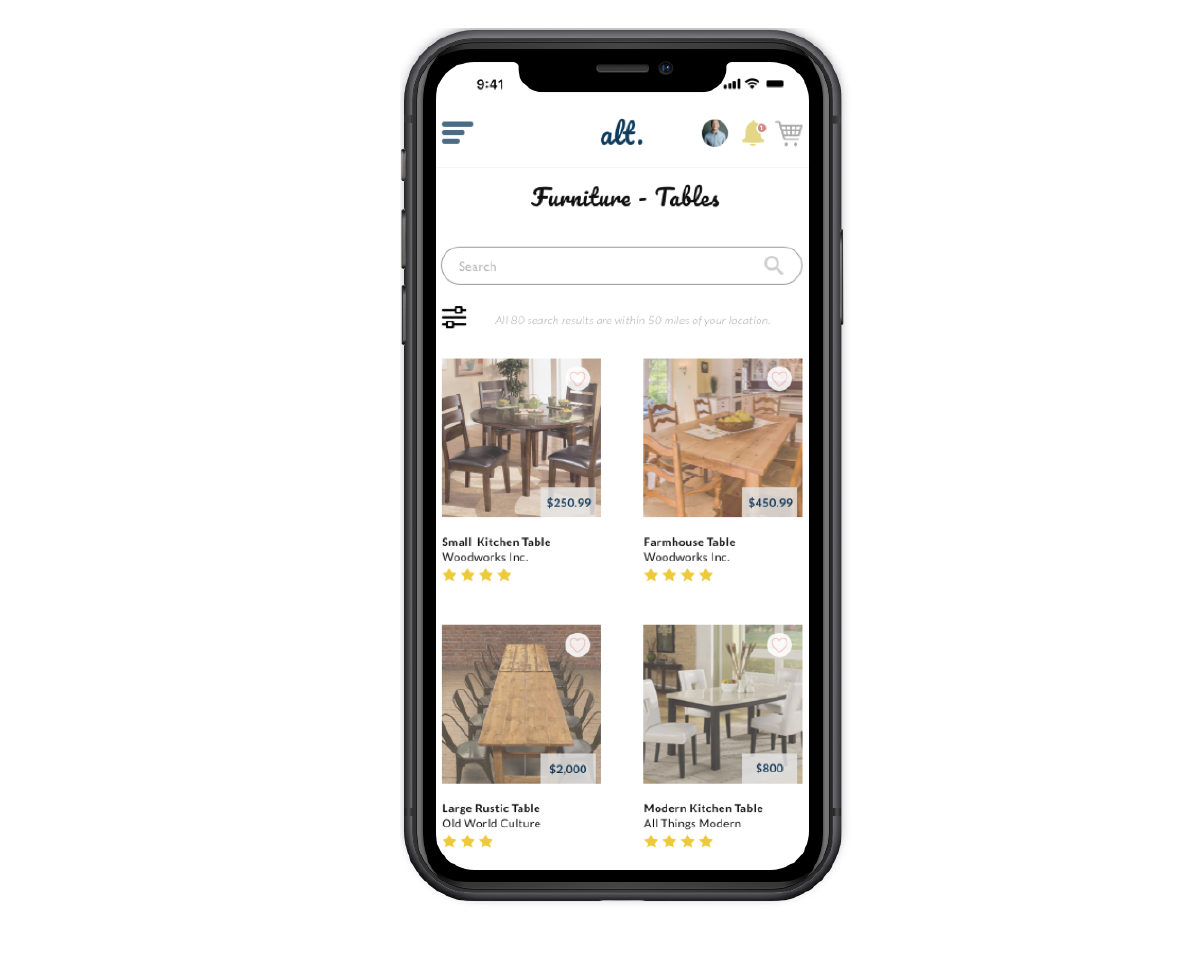 9:41
alt.
1
Furniture - Tables
Search
All 80 search results are within 50 miles of your location.
$250.99
$450.99
Small Kitchen Table
Woodworks Inc.
Farmhouse Table
Woodworks Inc.
$2,000
$800
Large Rustic Table
Old World Culture
Modern Kitchen Table
All Things Modern